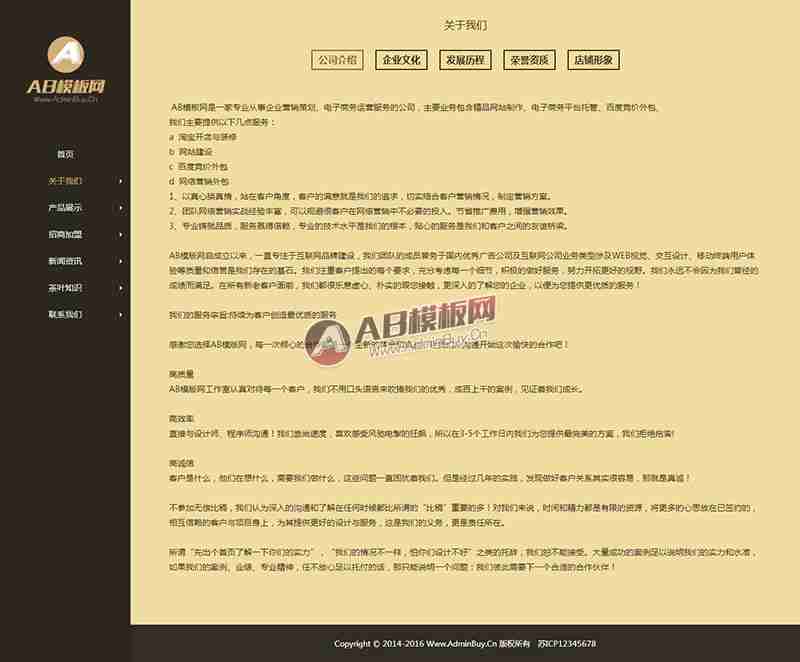 AB模板网
Www.AdminBuy.Cn
首页
关于我们
产品展示
招商加盟
新闻资讯
茶叶知识
联系我们
关于我们
公司介绍 企业文化 发展历程 荣誉资质 店铺形象
AB模板网是一家专业从事企业营销策划、电子商务运营服务的公司，主要业务包含精品网站制作、电子商务平台托管、百度竞价外包。
我们主要提供以下几点服务：
a 淘宝开店与装修
b 网站建设
c 百度竞价外包
d 网络营销外包
1、以真心换真情，站在客户角度，客户的满意就是我们的追求，切实结合客户营销情况，制定营销方案。
2、团队网络营销实战经验丰富，可以规避很客户在网络营销中不必要的投入。节省推广费用，增强营销效果。
3、专业铸就品质，服务赢得信赖，专业的技术水平是我们的根本，贴心的服务是我们和客户之间的友谊桥梁。
AB模版网自成立以来，一直专注于互联网品牌建设，我们团队的成员曾务于国内优秀广告公司及互联网公司业务类型涉及WEB视觉、交互设计、移动终端用户体
验等质量和信誉是我们存在的基石。我们注重客户提出的每个要求，充分考虑每一个细节，积极的做好服务，努力开拓更好的视野。我们永远不会因为我们曾经的
成绩而满足。在所有新老客户面前，我们都很乐意虚心、朴实的跟您接触，更深入的了解您的企业，以便为您提供更优质的服务！
我们的服务宗旨:持续为客户创造最优质的服务
AB模板网
www.AdminBuy.Cn
感谢您选择AB模版网，每一次倾心的合作 沟通开始这次愉快的合作吧！
高质量
AB模版网工作室认真对待每一个客户，我们不用口头语言来吹捧我们的优秀，成百上千的案例，见证着我们成长。
高效率
直接与设计师、程序师沟通！我们崇尚速度，喜欢感受风驰电掣的狂飙，所以在3-5个工作日内我们为您提供最完美的方案，我们拒绝怠客!
高诚信
客户是什么，他们在想什么，需要我们做什么，这些问题一直困扰着我们。但是经过几年的实践，发现做好客户关系其实很容易，那就是真诚！
不参加无偿比稿，我们认为深入的沟通和了解在任何时候都比所谓的“比稿”重要的多！对我们来说，时间和精力都是有限的资源，将更多的心思放在已签约的，
相互信赖的客户与项目身上，为其提供更好的设计与服务，这是我们的义务，更是责任所在。
所谓“先出个首页了解一下你们的实力”，“我们的情况不一样，怕你们设计不好”之类的托辞，我们恕不能接受。大量成功的案例足以说明我们的实力和水准，
如果我们的案例、业绩、专业精神，任不放心足以托付的话，那只能说明一个问题：我们彼此需要下一个合适的合作伙伴！
Copyright © 2014-2016 Www.AdminBuy.Cn 版权所有 苏ICP12345678